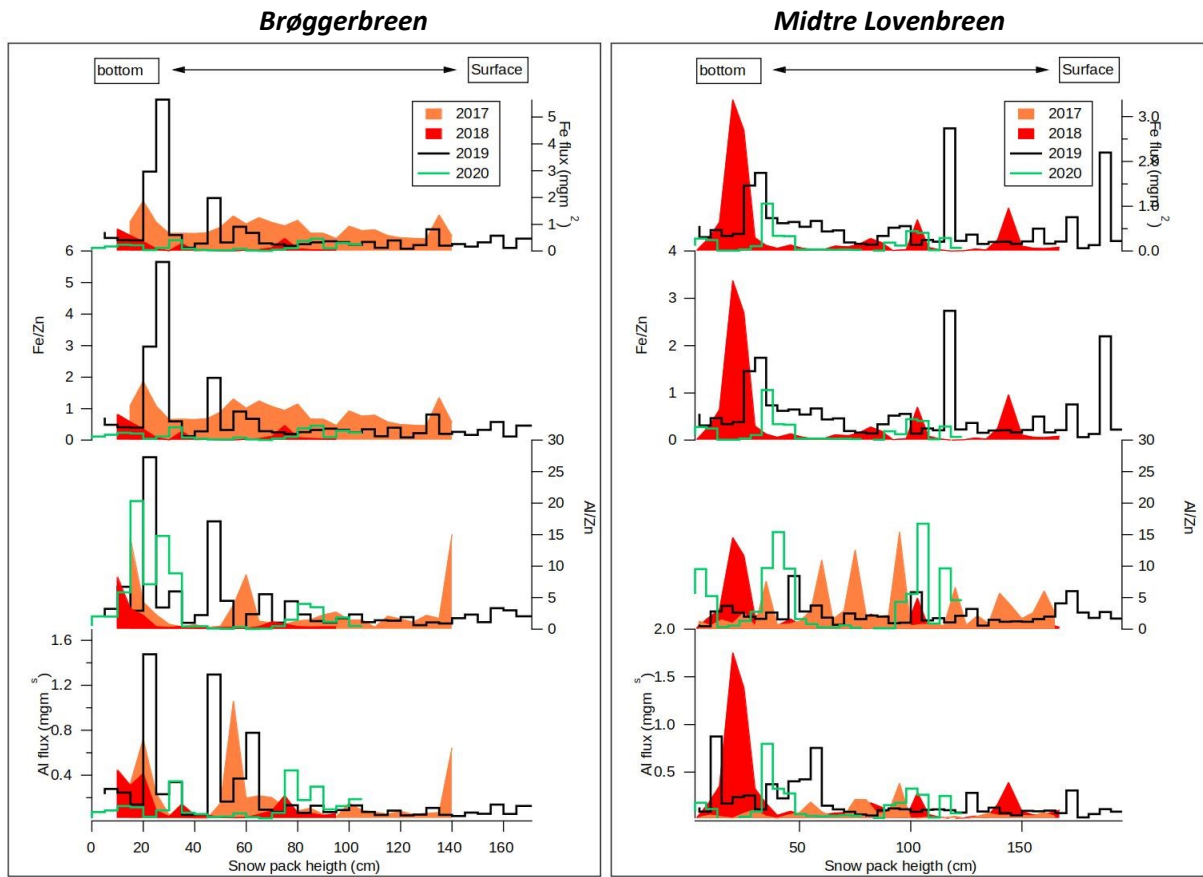 Brøggerbreen
bottom
Surface
2017
2018
2019
2020
5
4
3
2
1
0
Fe flux (mgm 2)
6
5
4
3
2
1
0
Fe/Zn
30
25
20
15
10
5
0
Al/Zn
1.6
1.2
0.8
0.4
Al flux (mgm s)
0 20 40 60 80 100 120 140 160
Snow pack heigth (cm)
Midtre Lovenbreen
bottom
Surface
2017
2018
2019
2020
3.0
2.0
1.0
0.0
Fe flux (mgm 2)
4
3
2
1
0
Fe/Zn
30
25
20
15
10
5
0
Al/Zn
2.0
1.5
1.0
0.5
Al flux (mgm s)
50 100 150
Snow pack heigth (cm)